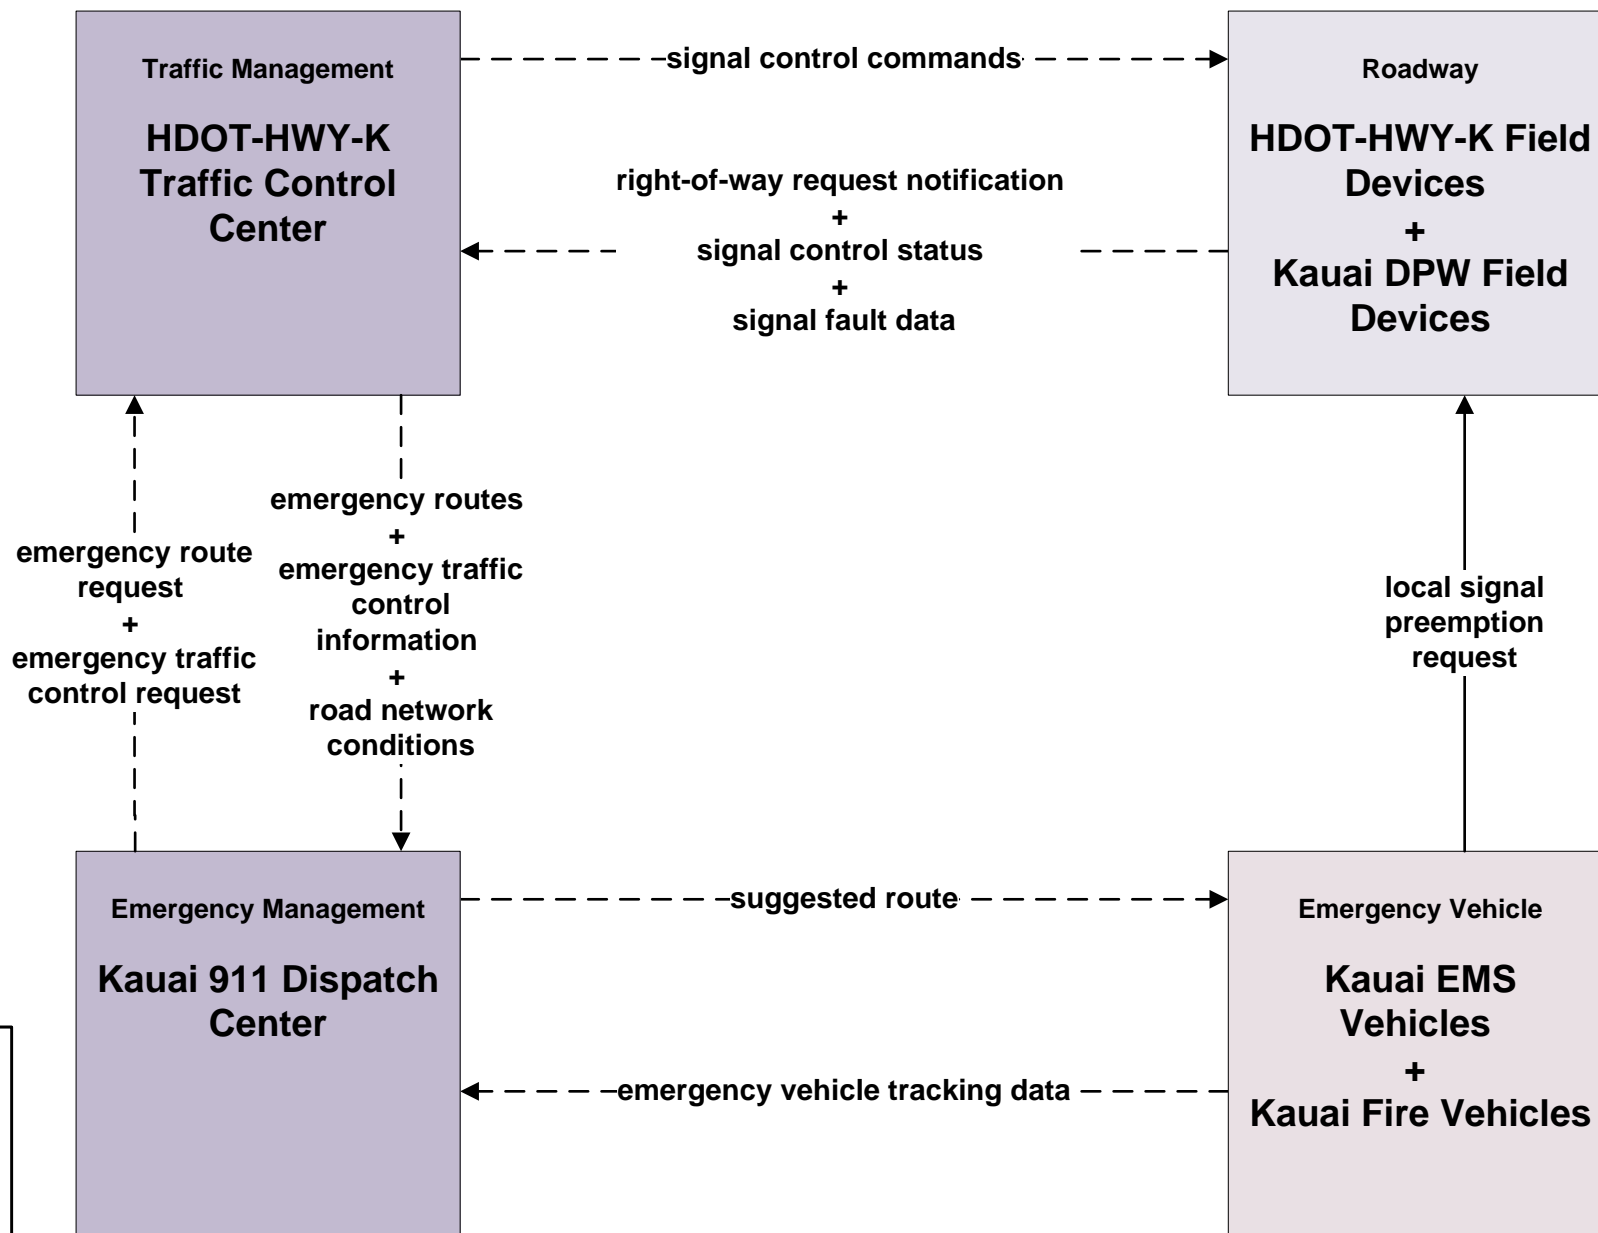 Traffic Management
HDOT-HWY-K
Traffic Control
Center
signal control commands
Roadway
HDOT-HWY-K Field
Devices
+
Kauai DPW Field
Devices
right-of-way request notification
+
signal control status
+
signal fault data
emergency route
request
+
emergency traffic
control request
emergency routes
+
emergency traffic
control
information
+
road network
conditions
local signal
preemption
request
Emergency Management
Kauai 911 Dispatch
Center
suggested route
emergency vehicle tracking data
Emergency Vehicle
Kauai EMS
Vehicles
+
Kauai Fire Vehicles